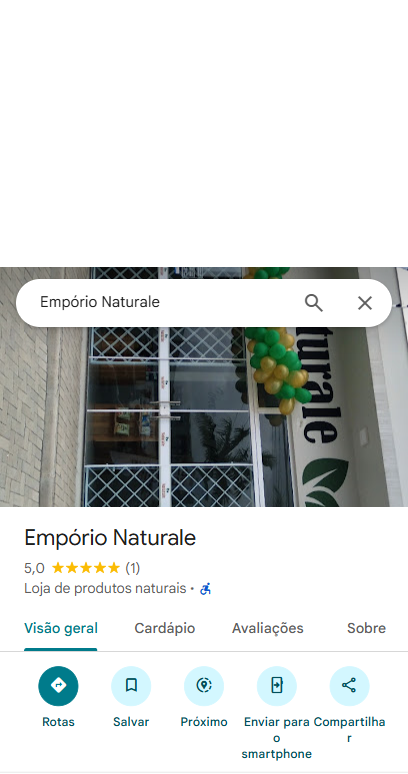 Empório Naturale
turale
Empório Naturale
5,0 (1)
Loja de produtos naturais ·
Visão geral Cardápio Avaliações Sobre
Rotas Salvar Próximo Enviar para o smartphone Compartilhar